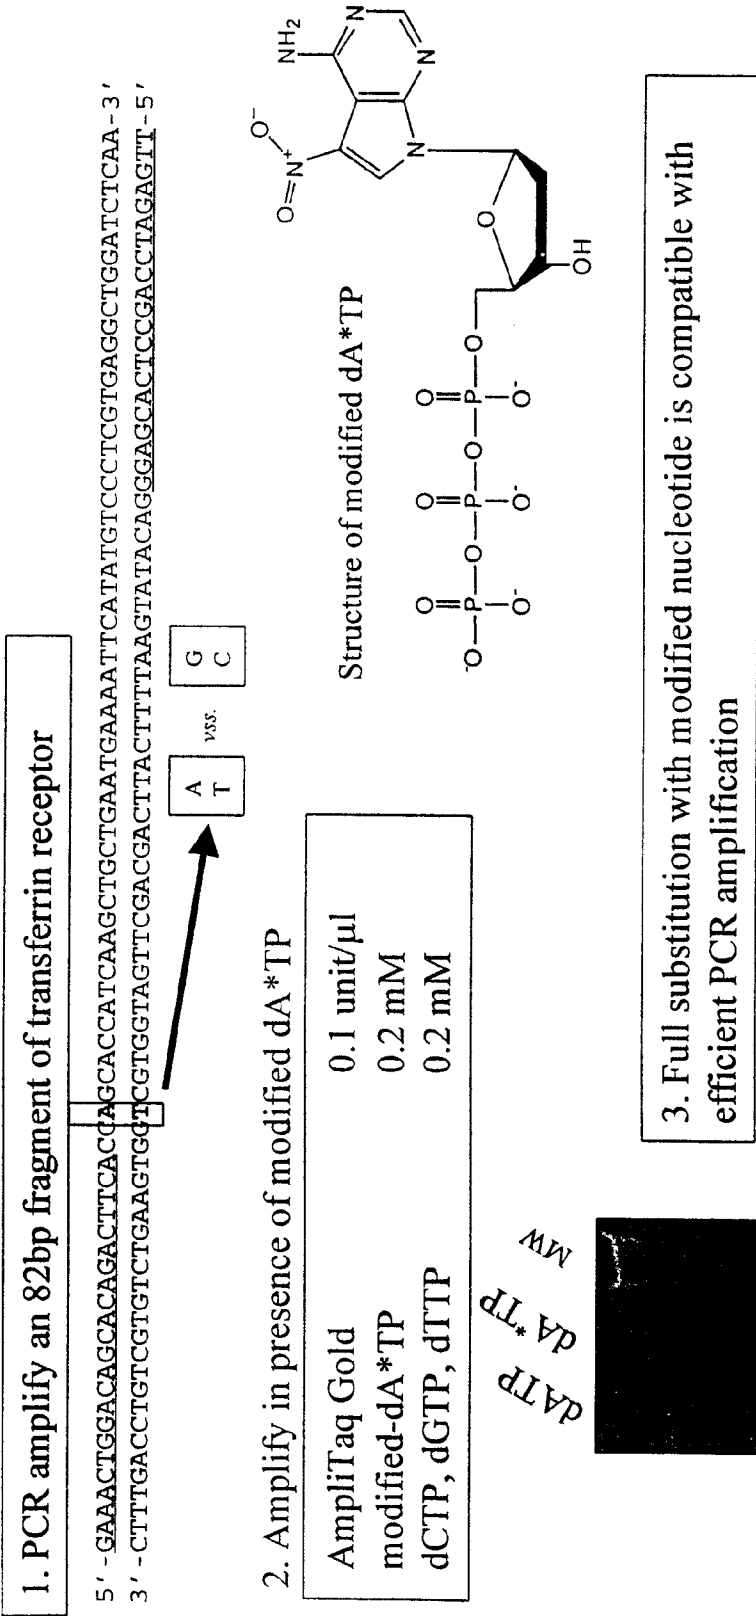 1. PCR amplify an 82bp fragment of transferrin receptor
5'-GAAACTGGACAGCACAGACTTCACCAGCACCATCAAGCTGCTGAATGAAAATTCATATGTCCCTCGTGAGGCTGGATCTCAA-3'
3'-CTTTGACCTGTCGTGTCTGAAGTGGTCGTGGTAGTTCGACGACTTACTTTTAAGTATACAGGGAGCACTCCGACCTAGAGTT-5'
A vss. G
T C
2. Amplify in presence of modified dA*TP
AmpliTaq Gold 0.1 unit/μl
modified-dA*TP 0.2 mM
dCTP, dGTP, dTTP 0.2 mM
Structure of modified dA*TP
O⁻
O=N⁺ NH₂
N
N
N
O
OH
O O O
⁻O-P-O-P-O-P-O
O⁻ O⁻ O⁻
dATP dA*TP MW
3. Full substitution with modified nucleotide is compatible with
efficient PCR amplification